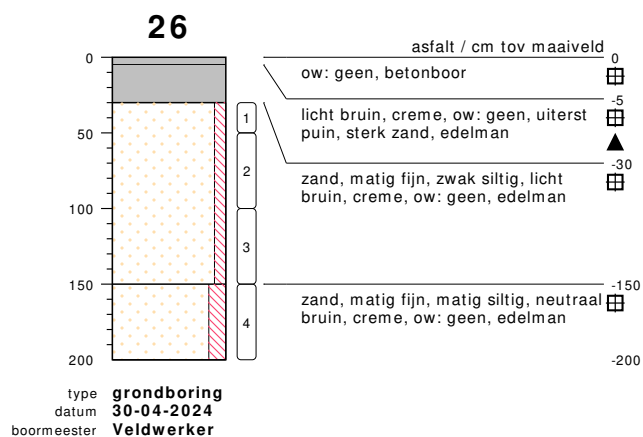 26
asfalt / cm tov maaiveld
0
0
ow: geen, betonboor
-5
licht bruin, creme, ow: geen, uiterst
puin, sterk zand, edelman
1
50
-30
2
zand, matig fijn, zwak siltig, licht
bruin, creme, ow: geen, edelman
100
3
150
-150
zand, matig fijn, matig siltig, neutraal
bruin, creme, ow: geen, edelman
4
200
-200
type grondboring
datum 30-04-2024
boormeester Veldwerker